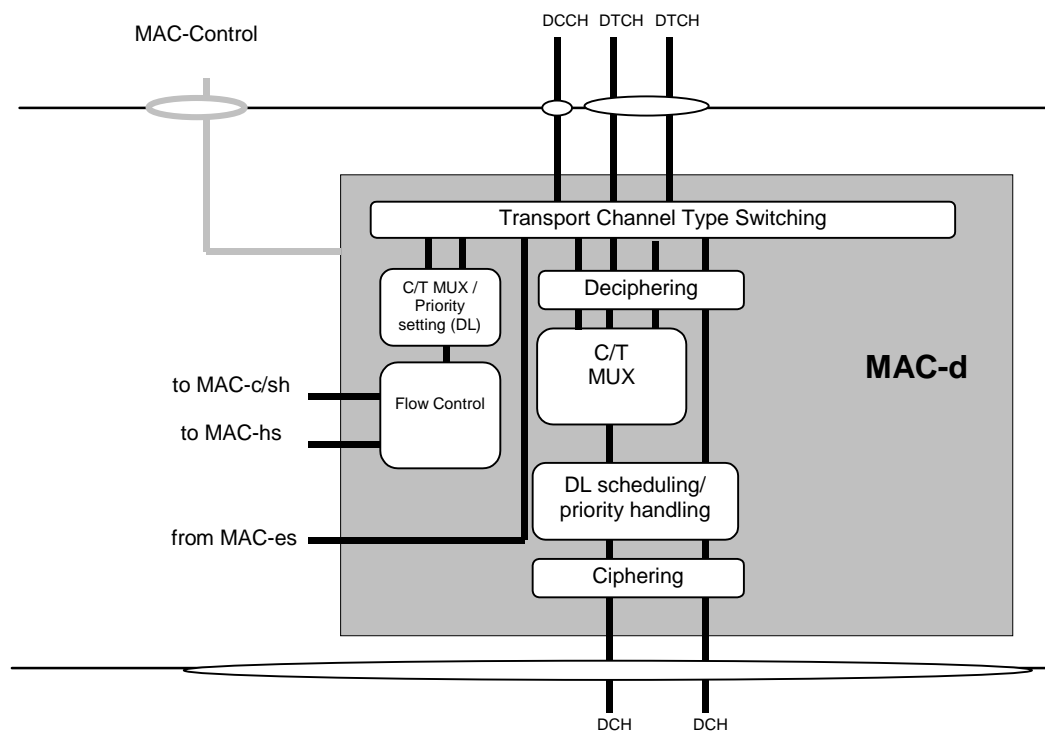 DCCH DTCH DTCH
MAC-Control
Transport Channel Type Switching
C/T MUX /
Priority
setting (DL)
Deciphering
C/T
MUX
MAC-d
to MAC-c/sh
Flow Control
to MAC-hs
DL scheduling/
priority handling
from MAC-es
Ciphering
DCH DCH